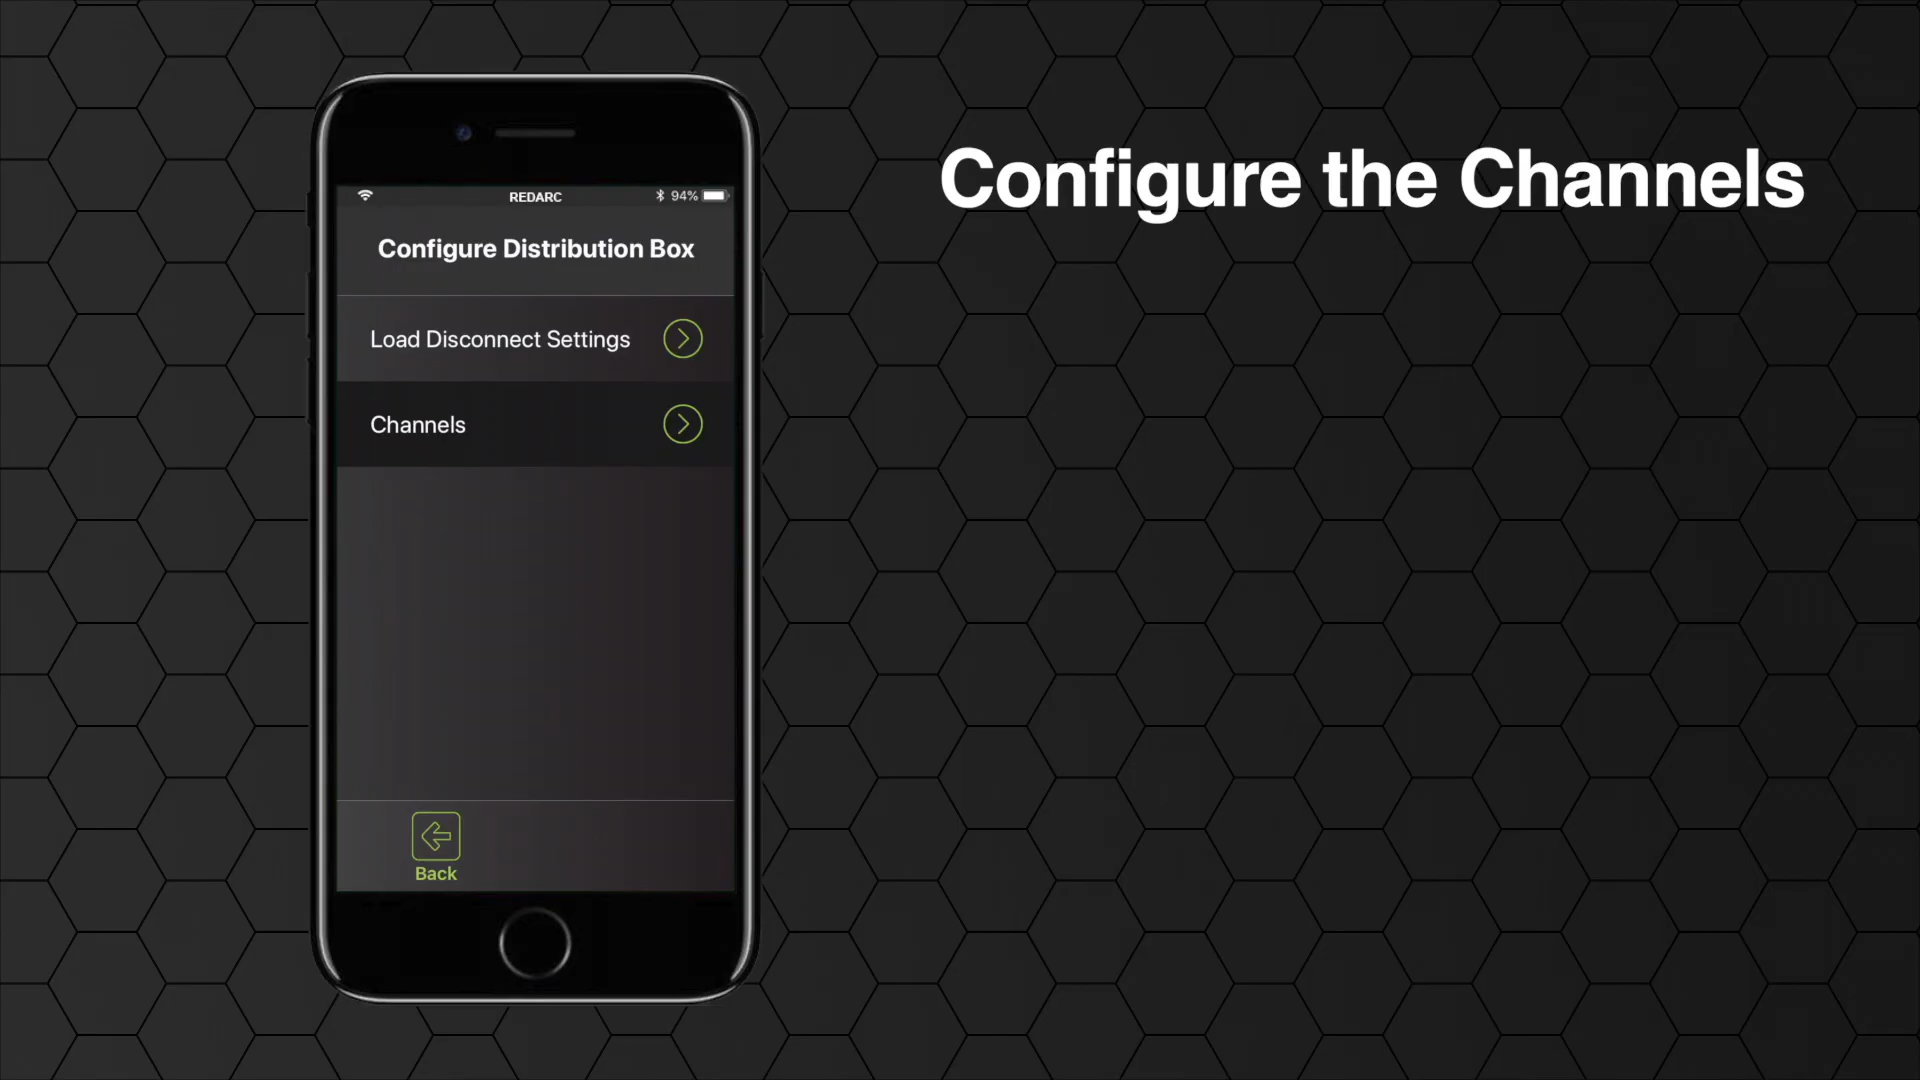 REDARC
94%
Configure Distribution Box
Load Disconnect Settings
Channels
Back
Configure the Channels